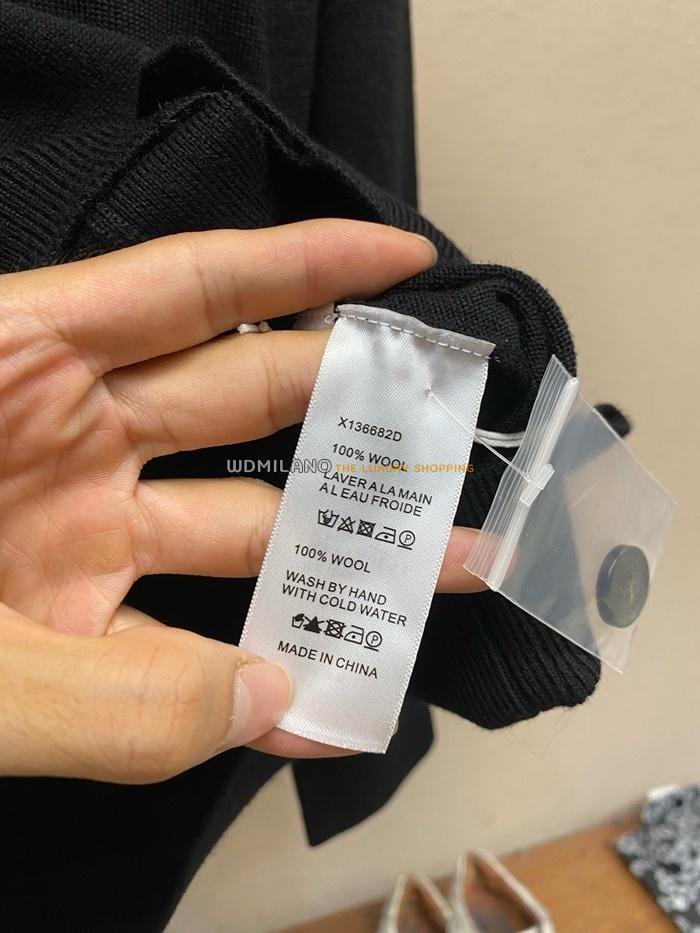 X136682D
100% WOOL
WDMILANO THE LUXURY SHOPPING
LAVER A LA MAIN
A L EAU FROIDE
P
100% WOOL
WASH BY HAND
WITH COLD WATER
P
MADE IN CHINA